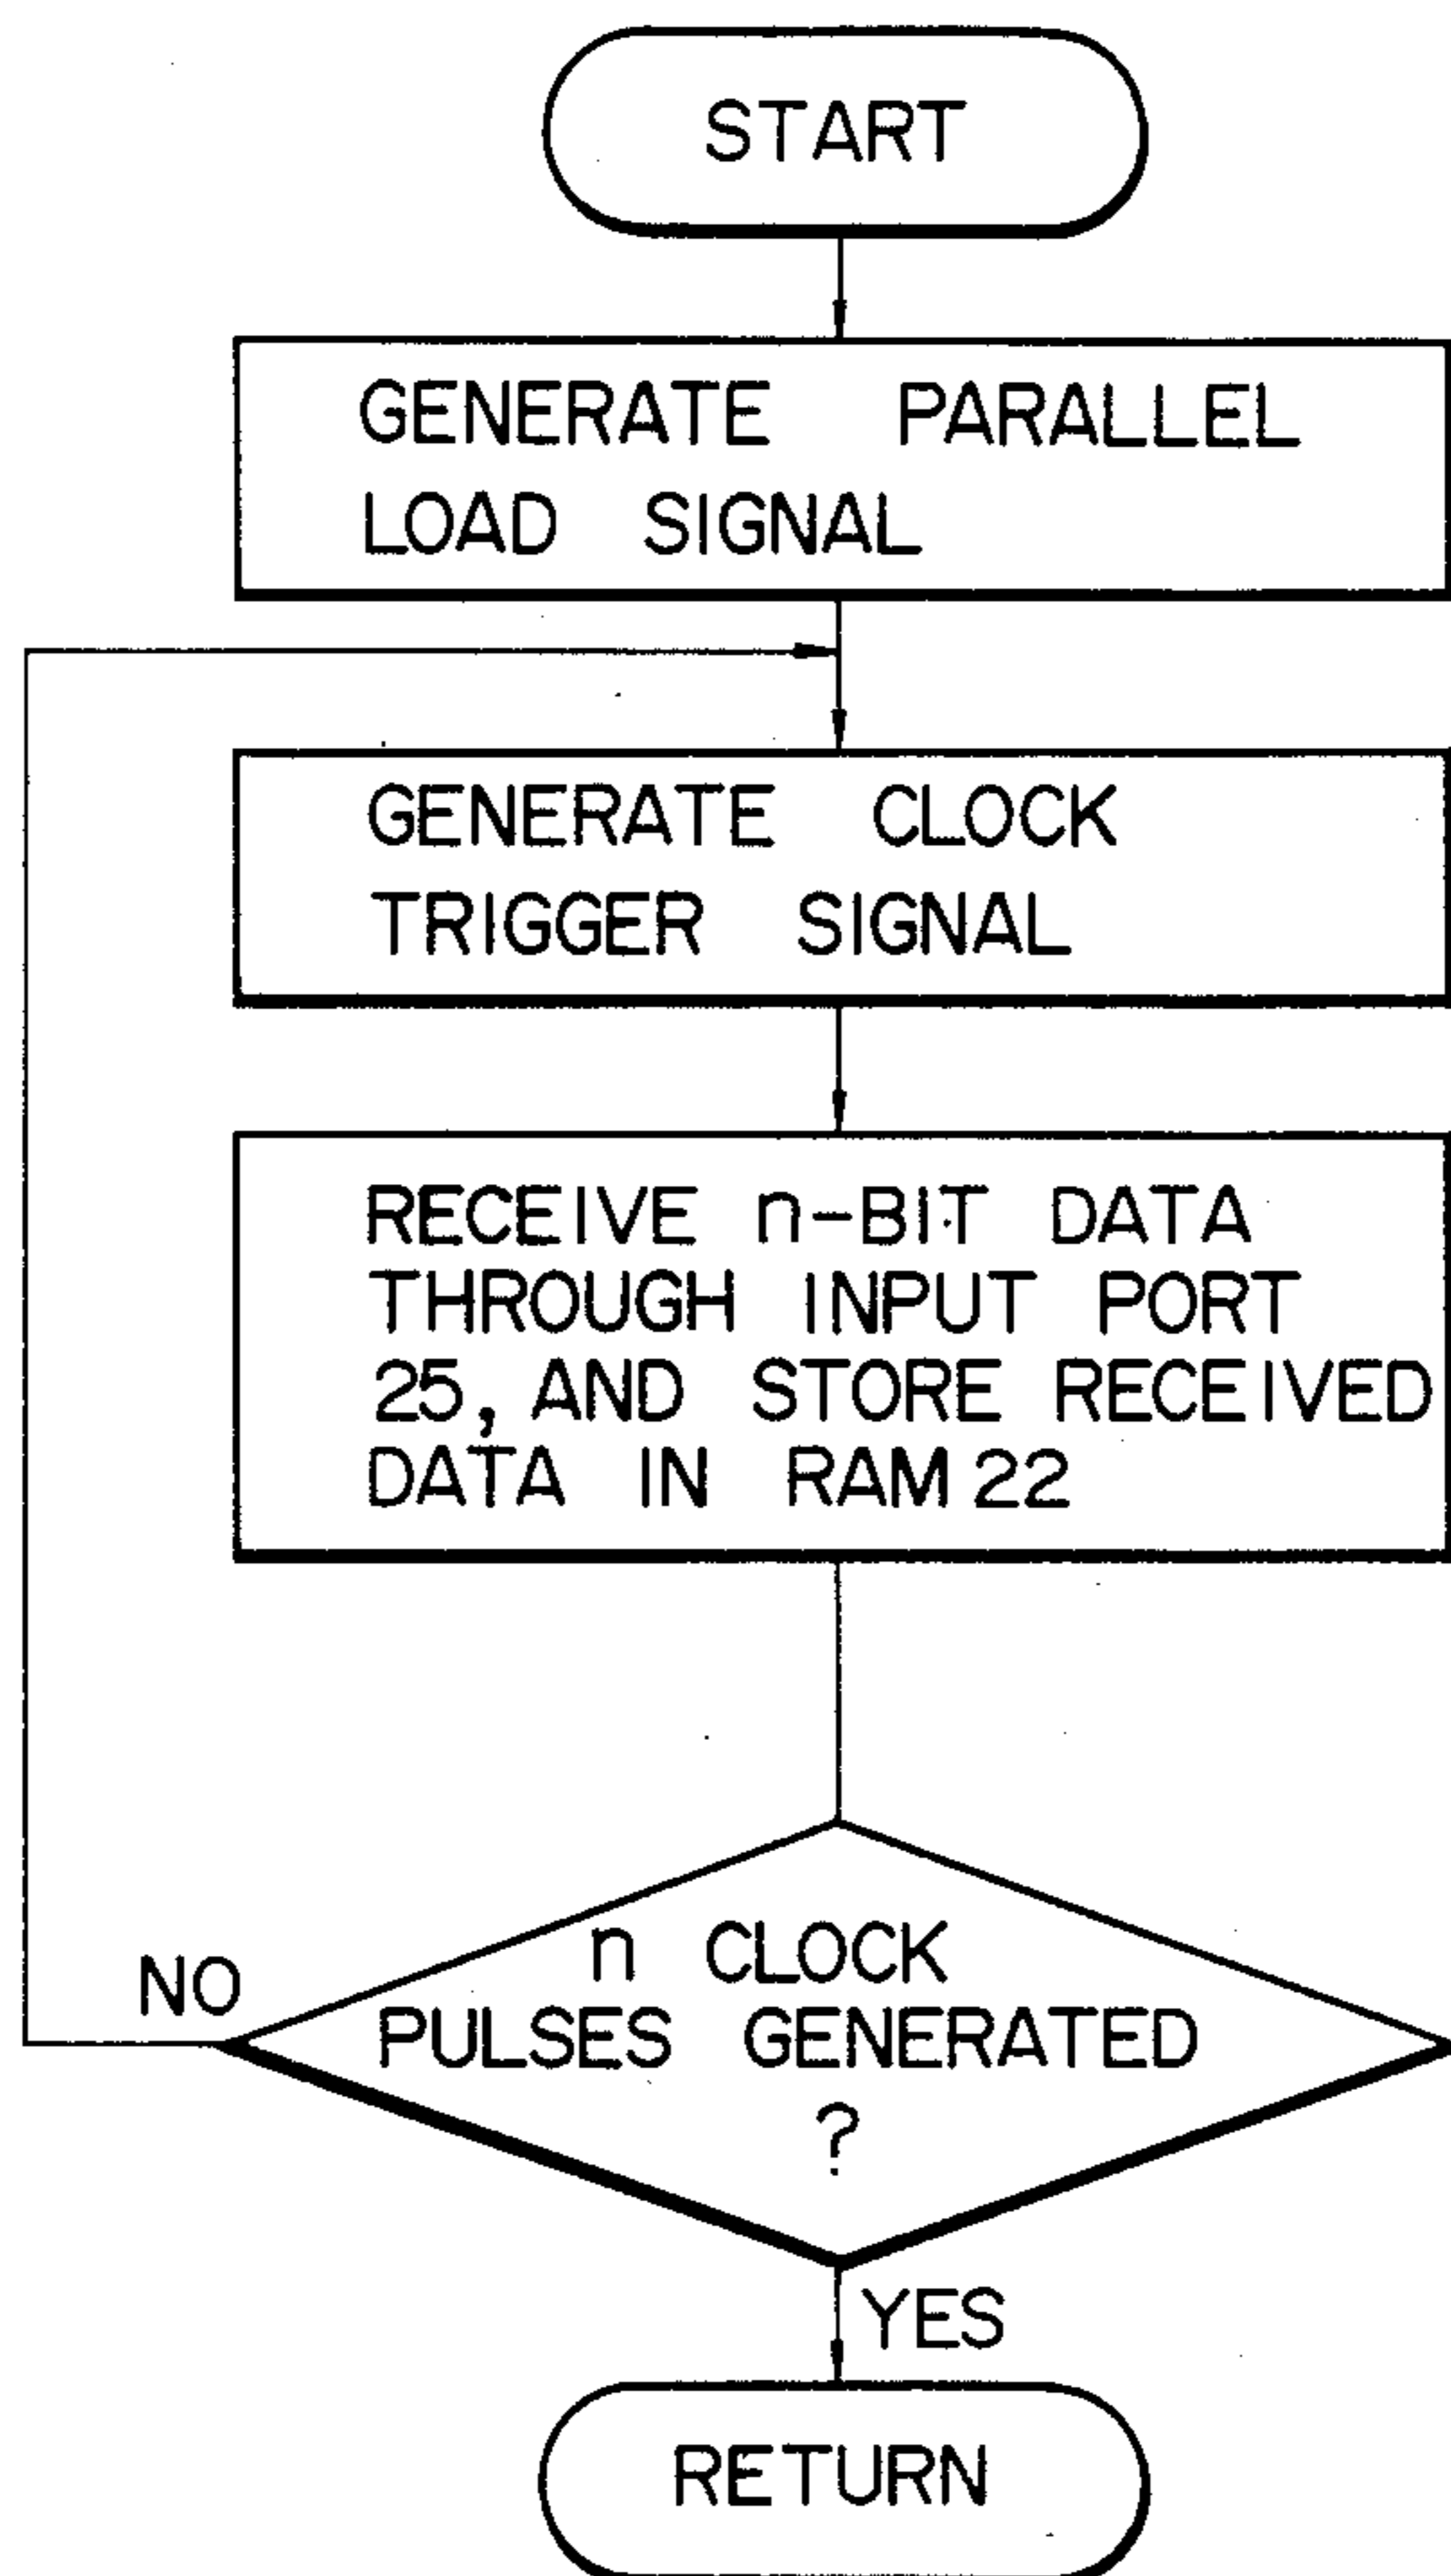 START
GENERATE PARALLEL
LOAD SIGNAL
GENERATE CLOCK
TRIGGER SIGNAL
RECEIVE n-BIT DATA
THROUGH INPUT PORT
25, AND STORE RECEIVED
DATA IN RAM 22
n CLOCK
PULSES GENERATED
?
NO
YES
RETURN